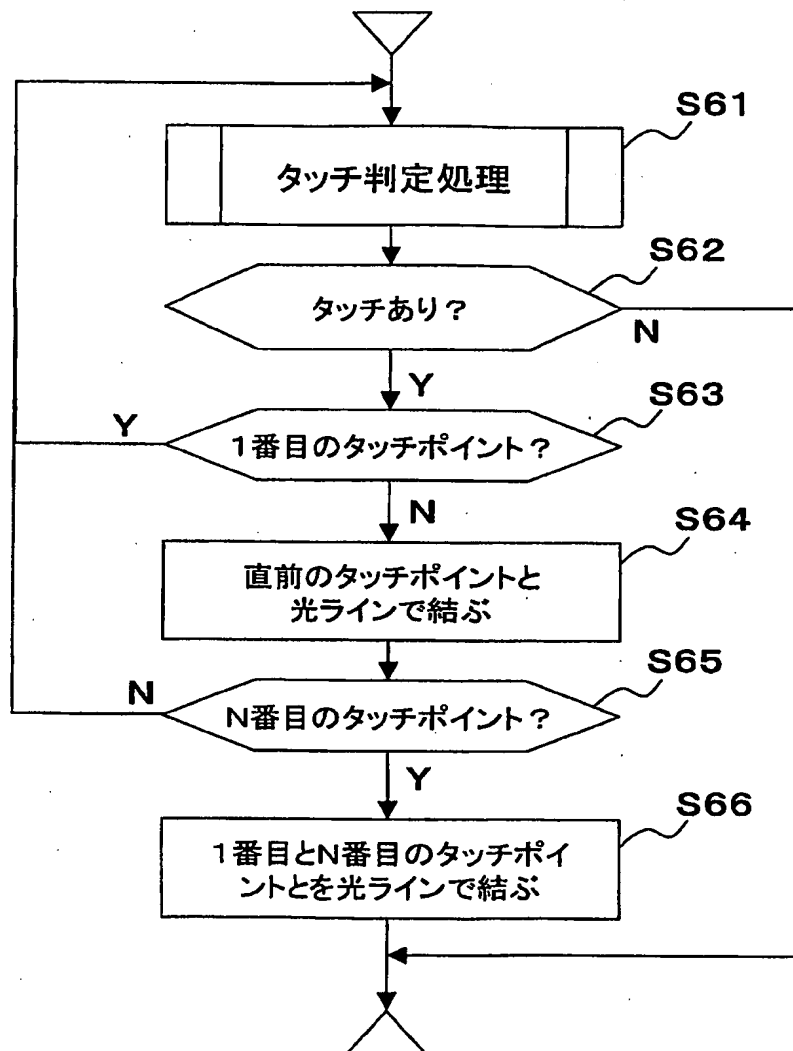 S61
タッチ判定処理
S62
タッチあり?
N
Y
S63
Y
1番目のタッチポイント?
N
S64
直前のタッチポイントと
光ラインで結ぶ
S65
N
N番目のタッチポイント?
Y
S66
1番目とN番目のタッチポイ
ントとを光ラインで結ぶ